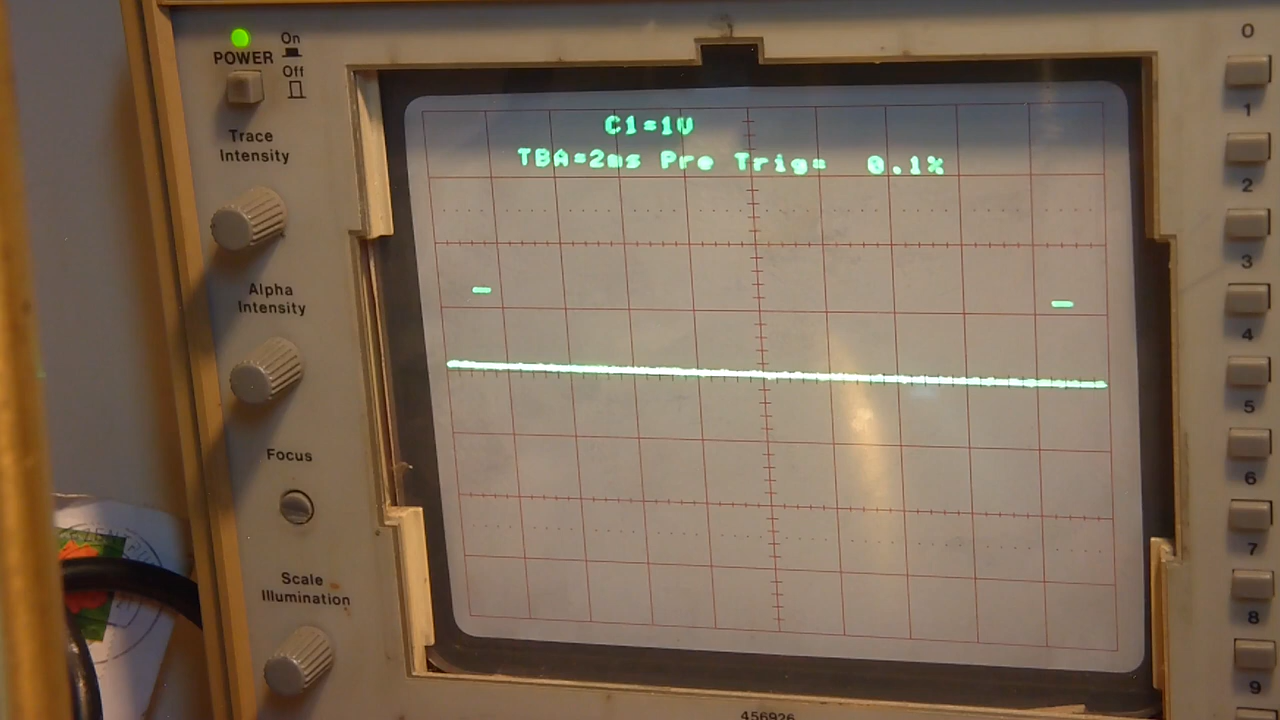 POWER
On
Off
Trace
Intensity
Alpha
Intensity
Focus
Scale
Illumination
C1=1V
TBA=2ms Pre Trig= 0.1%
0
1
2
3
4
5
6
7
8
9
456926